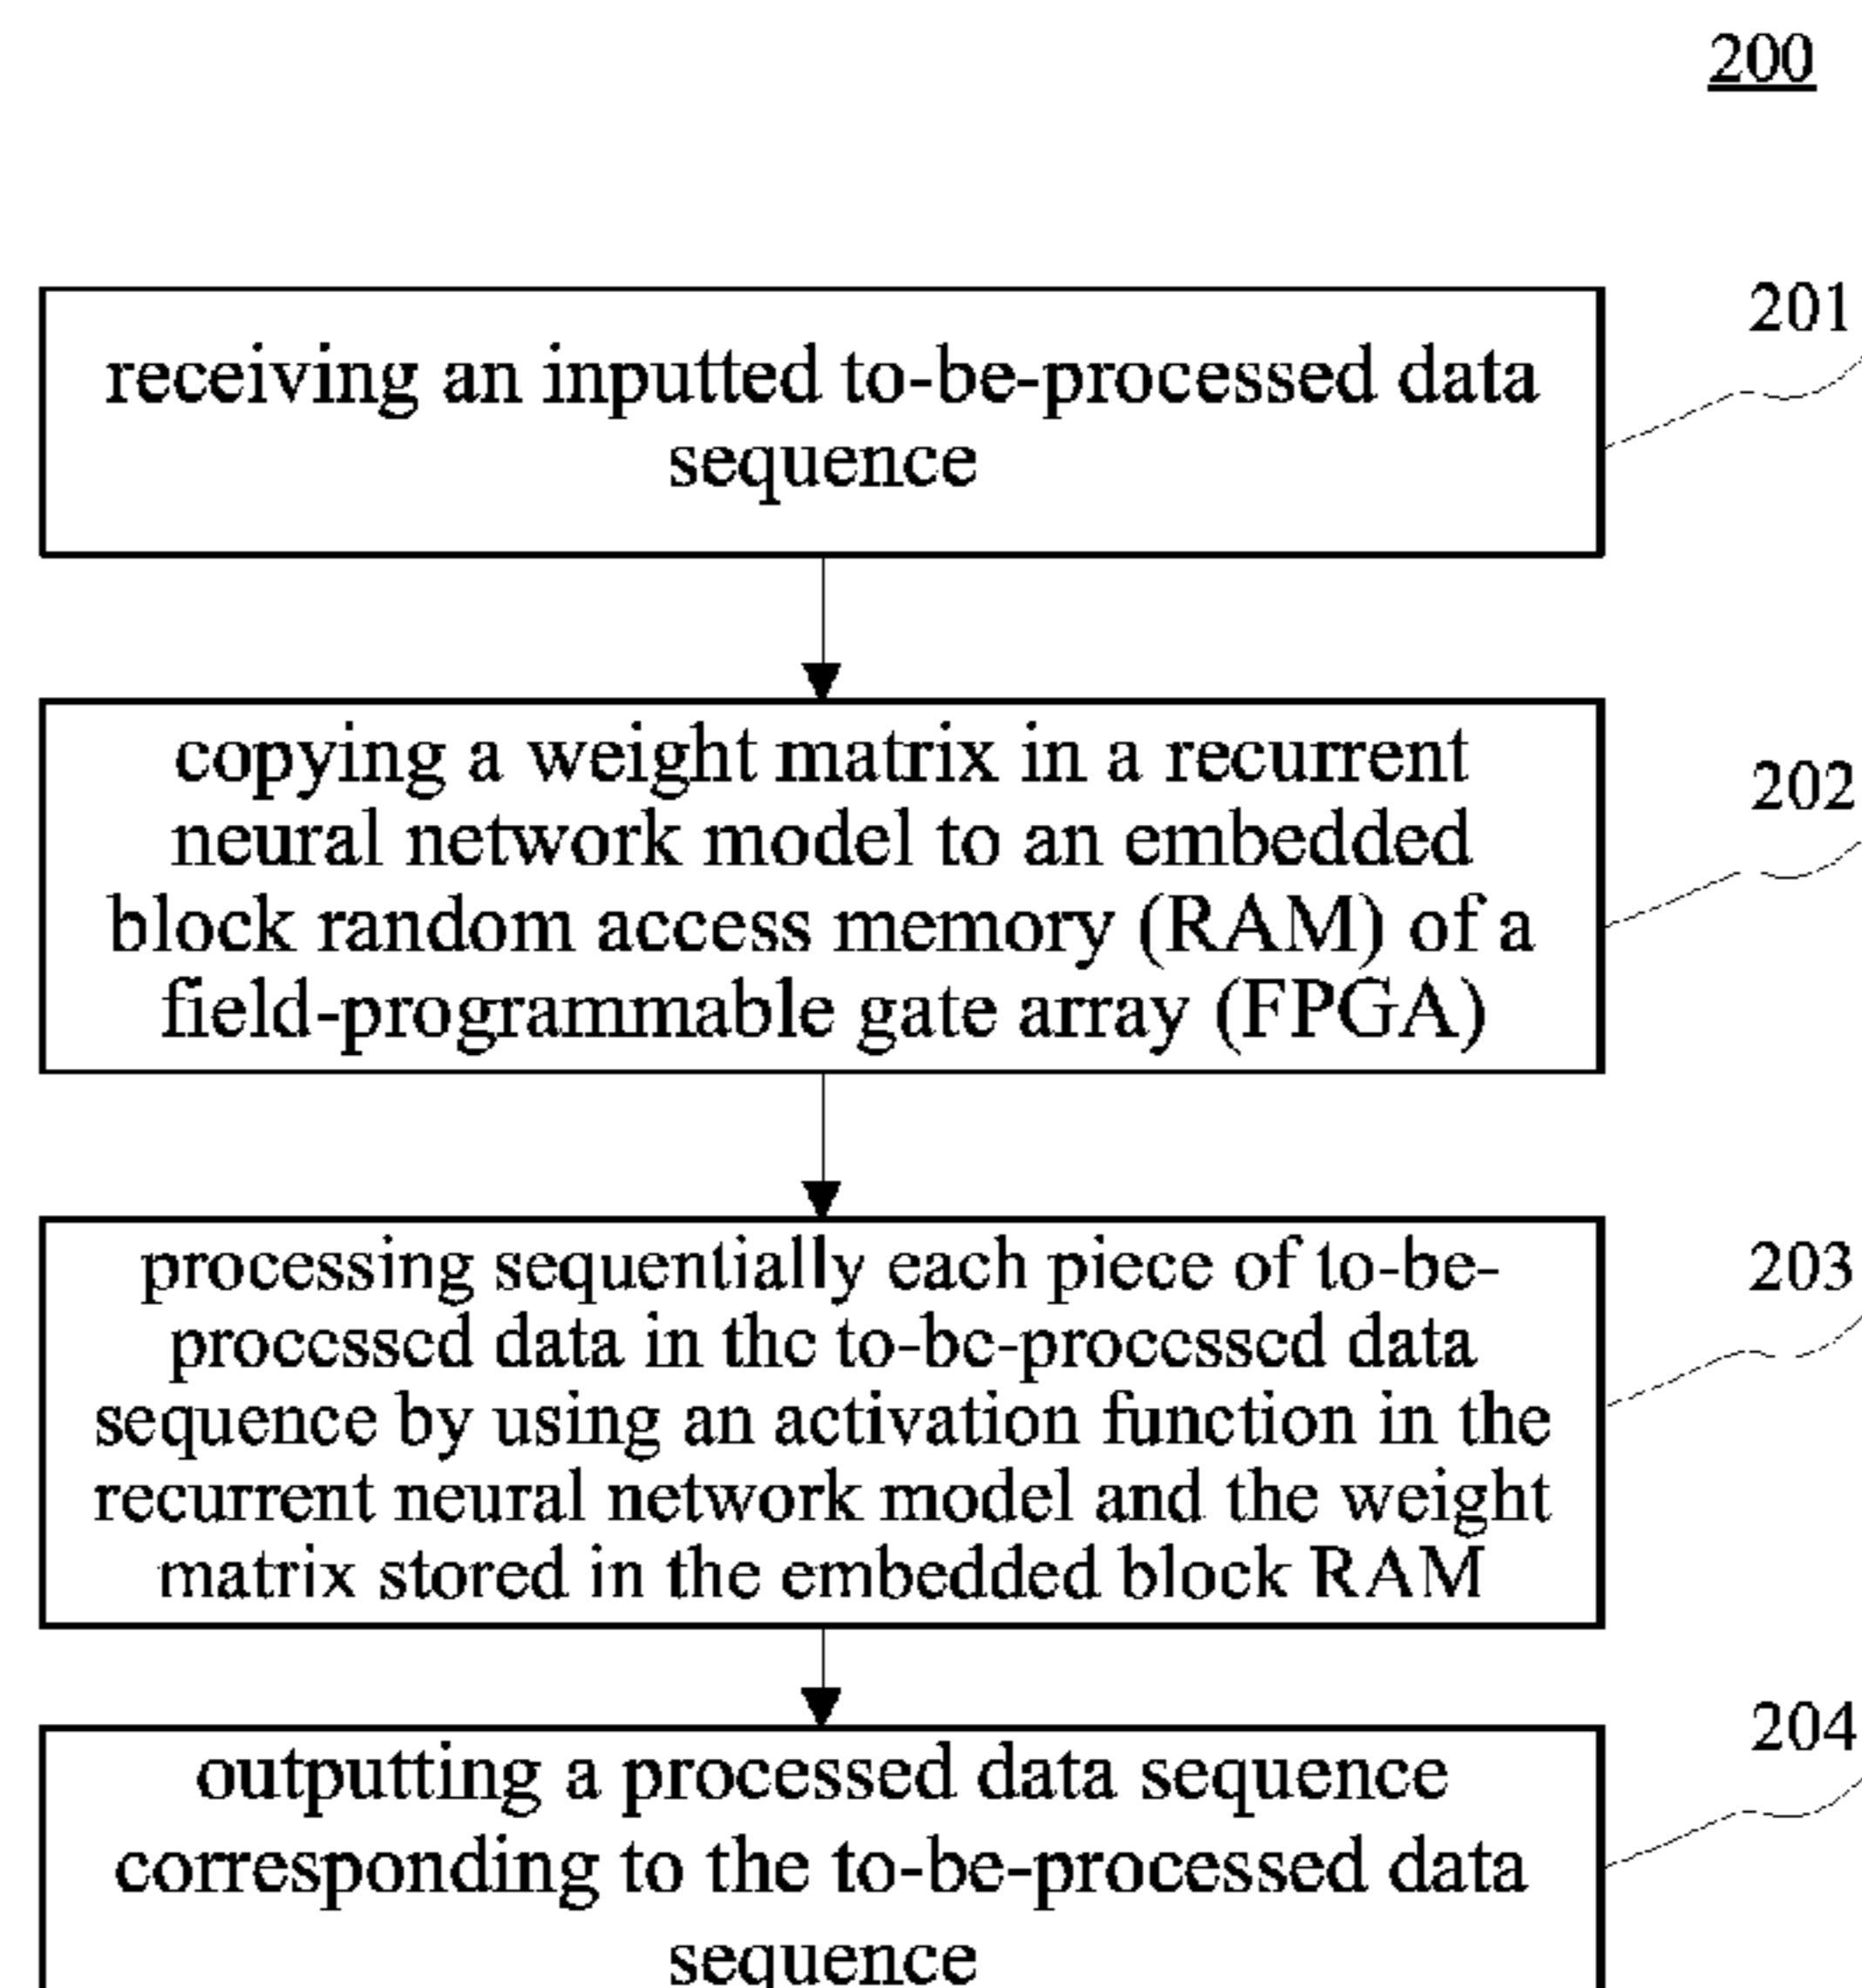 200
201
receiving an inputted to-be-processed data
sequence
202
copying a weight matrix in a recurrent
neural network model to an embedded
block random access memory (RAM) of a
field-programmable gate array (FPGA)
203
processing sequentially each piece of to-be-
processed data in the to-be-processed data
sequence by using an activation function in the
recurrent neural network model and the weight
matrix stored in the embedded block RAM
204
outputting a processed data sequence
corresponding to the to-be-processed data
sequence